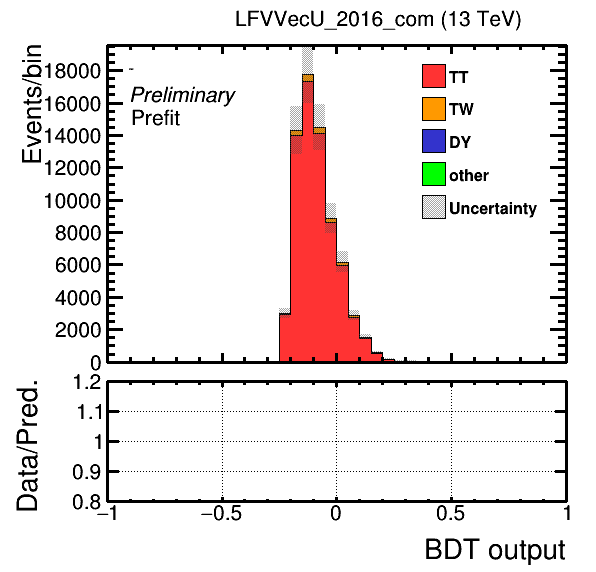 LFVVecU_2016_com (13 TeV)
Events/bin
18000
16000
14000
12000
10000
8000
6000
4000
2000
0
-
Preliminary
Prefit
TT
TW
DY
other
Uncertainty
Data/Pred.
1.2
1.1
1
0.9
0.8
−1
−0.5
0
0.5
1
BDT output